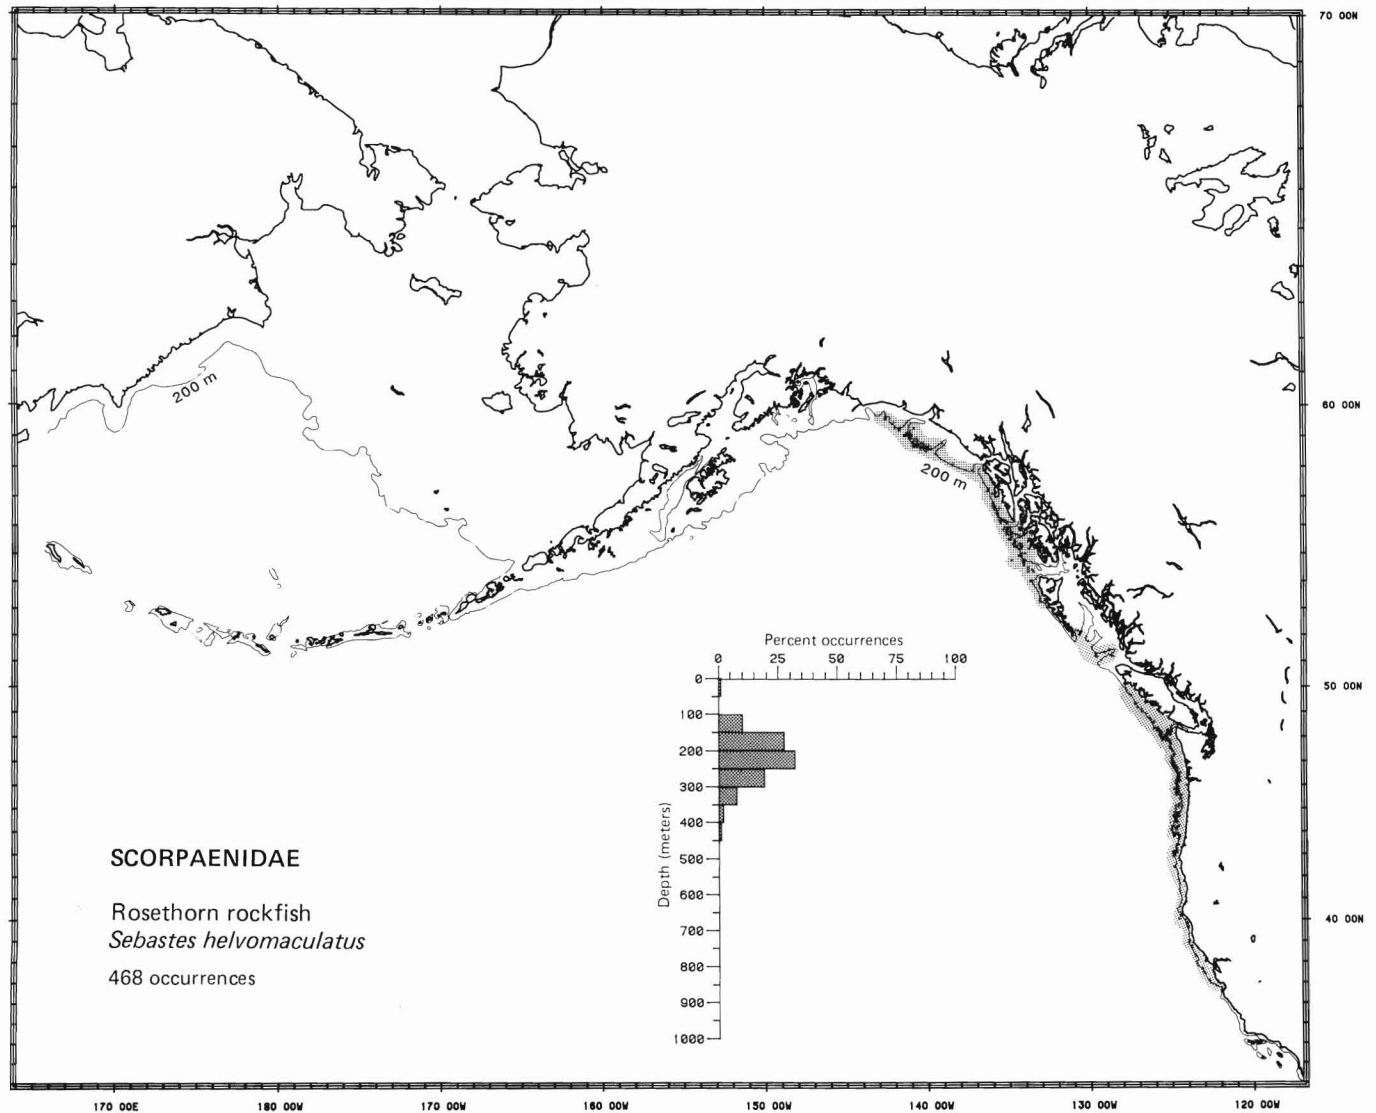 70 00N
200 m
60 00N
200 m
Percent occurrences
0 25 50 75 100
0
50 00N
100
200
300
400
Depth (meters)
500
600
700
800
900
1000
40 00N
SCORPAENIDAE
Rosethorn rockfish
Sebastes helvomaculatus
468 occurrences
170 00E 180 00W 170 00W 160 00W 150 00W 140 00W 130 00W 120 00W